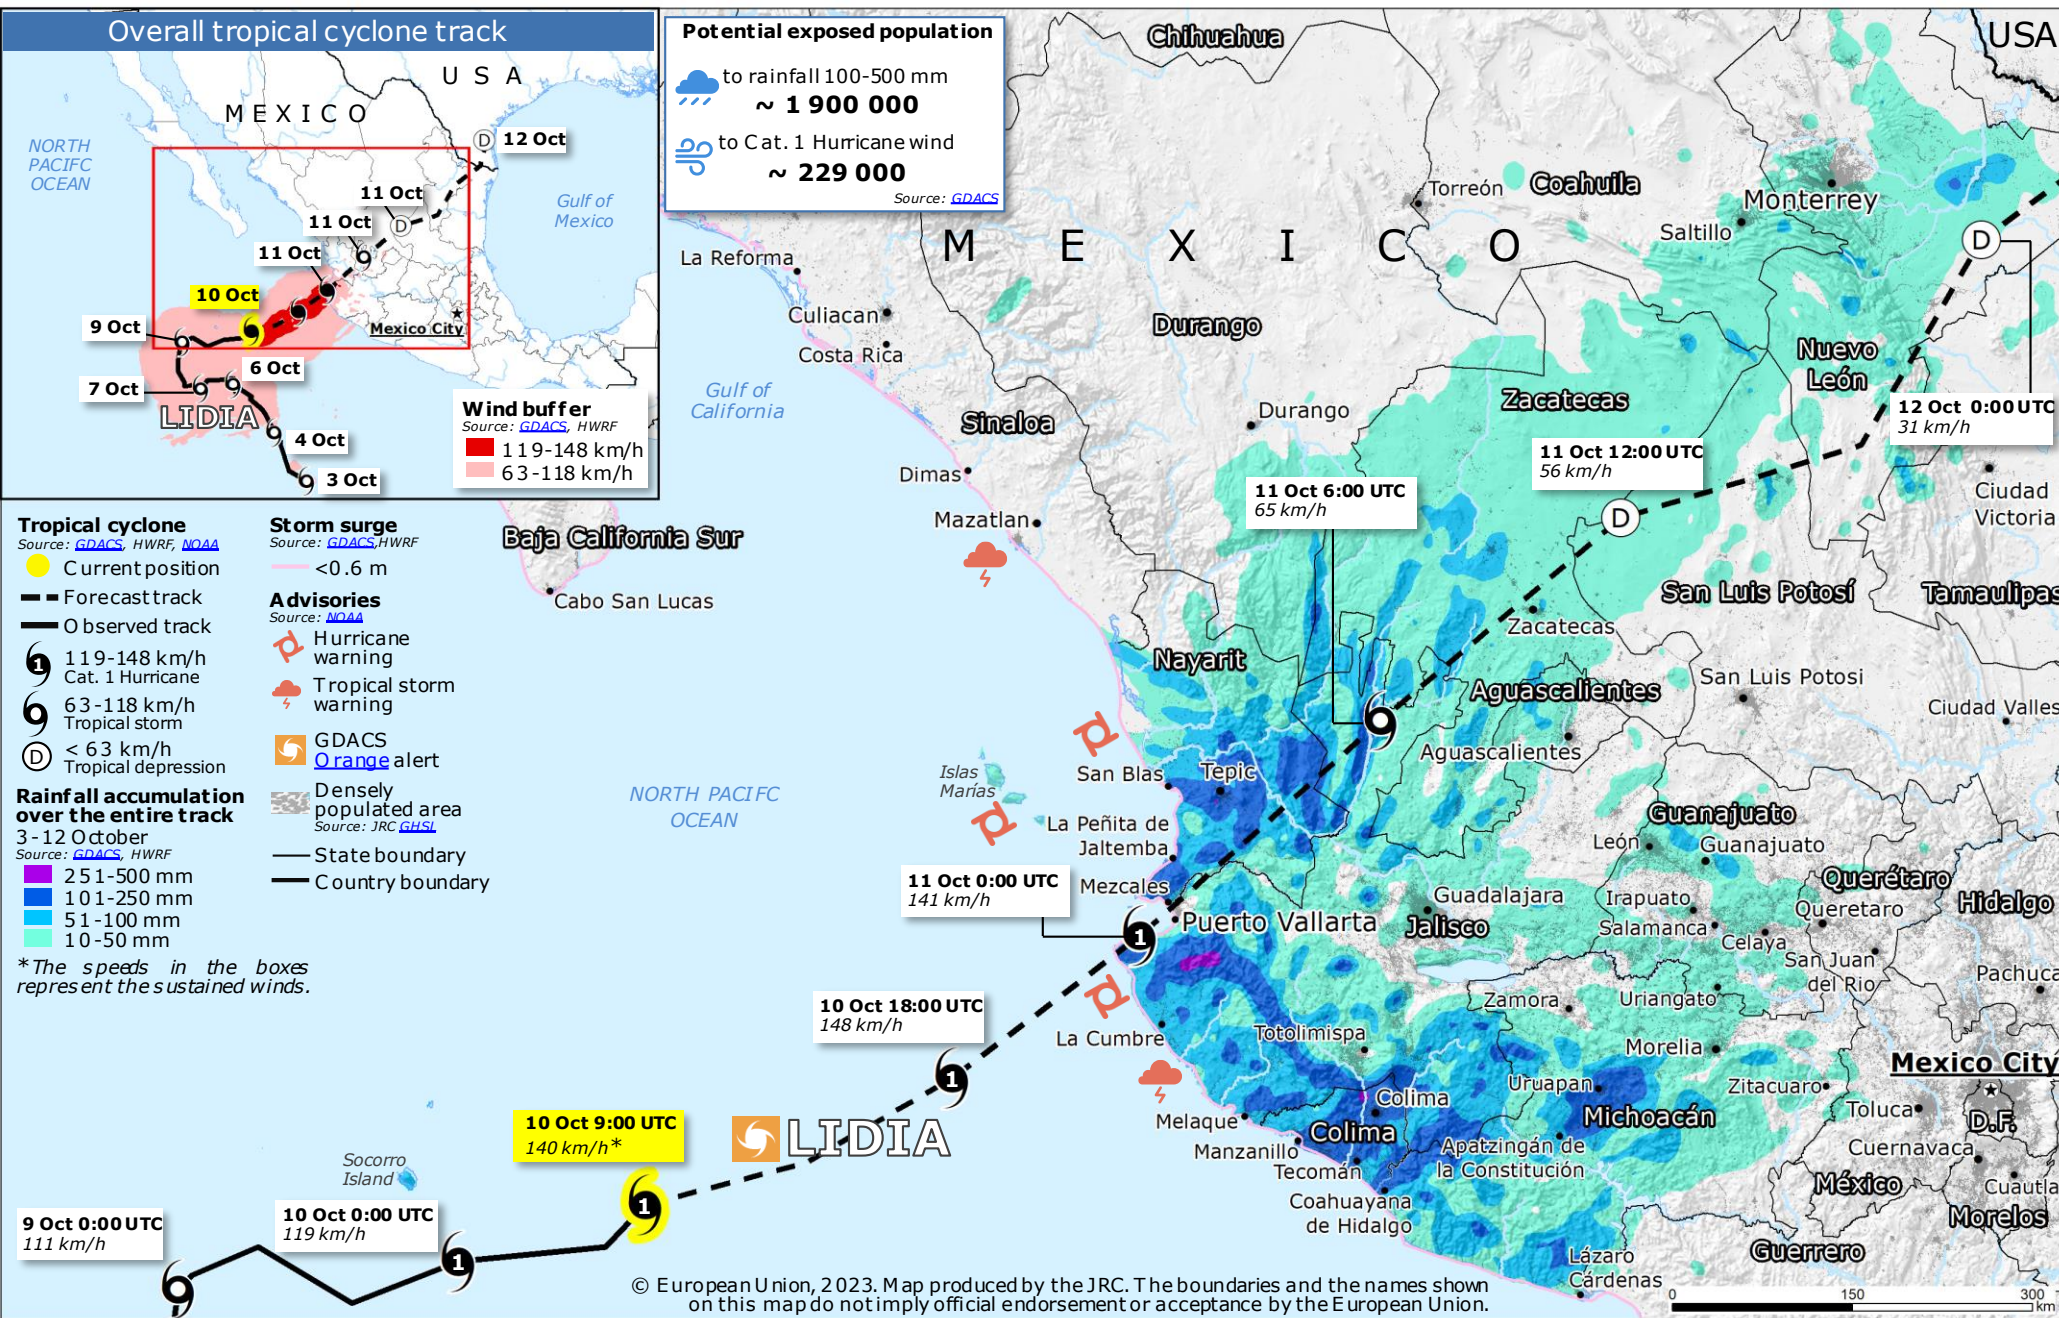 Overall tropical cyclone track
U S A
MEXICO
NORTH
PACIFC
OCEAN
D
12 Oct
11 Oct
Gulf of
Mexico
11 Oct
D
11 Oct
10 Oct
9 Oct
Mexico City
6 Oct
7 Oct
LIDIA
4 Oct
3 Oct
Wind buffer
Source: GDACS, HWRF
119-148 km/h
63-118 km/h
Potential exposed population
to rainfall 100-500 mm
~ 1 900 000
to Cat. 1 Hurricane wind
~ 229 000
Source: GDACS
Tropical cyclone
Source: GDACS, HWRF, NOAA
Current position
Forecast track
Observed track
1
119-148 km/h
Cat. 1 Hurricane
63-118 km/h
Tropical storm
D
< 63 km/h
Tropical depression
Rainfall accumulation
over the entire track
3-12 October
Source: GDACS, HWRF
251-500 mm
101-250 mm
51-100 mm
10-50 mm
*The speeds in the boxes
represent the sustained winds.
Storm surge
Source: GDACS,HWRF
<0.6 m
Advisories
Source: NOAA
Hurricane
warning
Tropical storm
warning
GDACS
Orange alert
Densely
populated area
Source: JRC GHSL
State boundary
Country boundary
Chihuahua
USA
Torreón
Coahuila
Monterrey
Saltillo
D
M E X I C O
La Reforma
Culiacan
Costa Rica
Durango
Gulf of
California
Sinaloa
Durango
Zacatecas
Nuevo
León
12 Oct 0:00 UTC
31 km/h
Dimas
11 Oct 12:00 UTC
56 km/h
11 Oct 6:00 UTC
65 km/h
D
Ciudad
Victoria
Mazatlan
Baja California Sur
Cabo San Lucas
San Luis Potosí
Tamaulipas
Zacatecas
Nayarit
Aguascalientes
San Luis Potosi
Ciudad Valles
Aguascalientes
San Blas
Tepic
Islas
Marías
NORTH PACIFC
OCEAN
La Peñita de
Jaltemba
Guanajuato
León
Guanajuato
11 Oct 0:00 UTC
141 km/h
Mezcales
Guadalajara
Irapuato
Querétaro
Queretaro
Hidalgo
1
Puerto Vallarta
Jalisco
Salamanca
Celaya
San Juan
del Rio
Pachuca
10 Oct 18:00 UTC
148 km/h
Zamora
Uriangato
La Cumbre
Totolimispa
Morelia
Mexico City
1
Uruapan
Zitacuaro
Colima
Michoacán
Toluca
D.F.
Melaque
Colima
Manzanillo
Apatzingán de
la Constitución
Cuernavaca
Tecomán
México
Cuautla
Coahuayana
de Hidalgo
Morelos
Guerrero
Lázaro
Cárdenas
LIDIA
10 Oct 9:00 UTC
140 km/h*
1
Socorro
Island
10 Oct 0:00 UTC
119 km/h
1
9 Oct 0:00 UTC
111 km/h
© European Union, 2023. Map produced by the JRC. The boundaries and the names shown
on this map do not imply official endorsement or acceptance by the European Union.
0 150 300
km